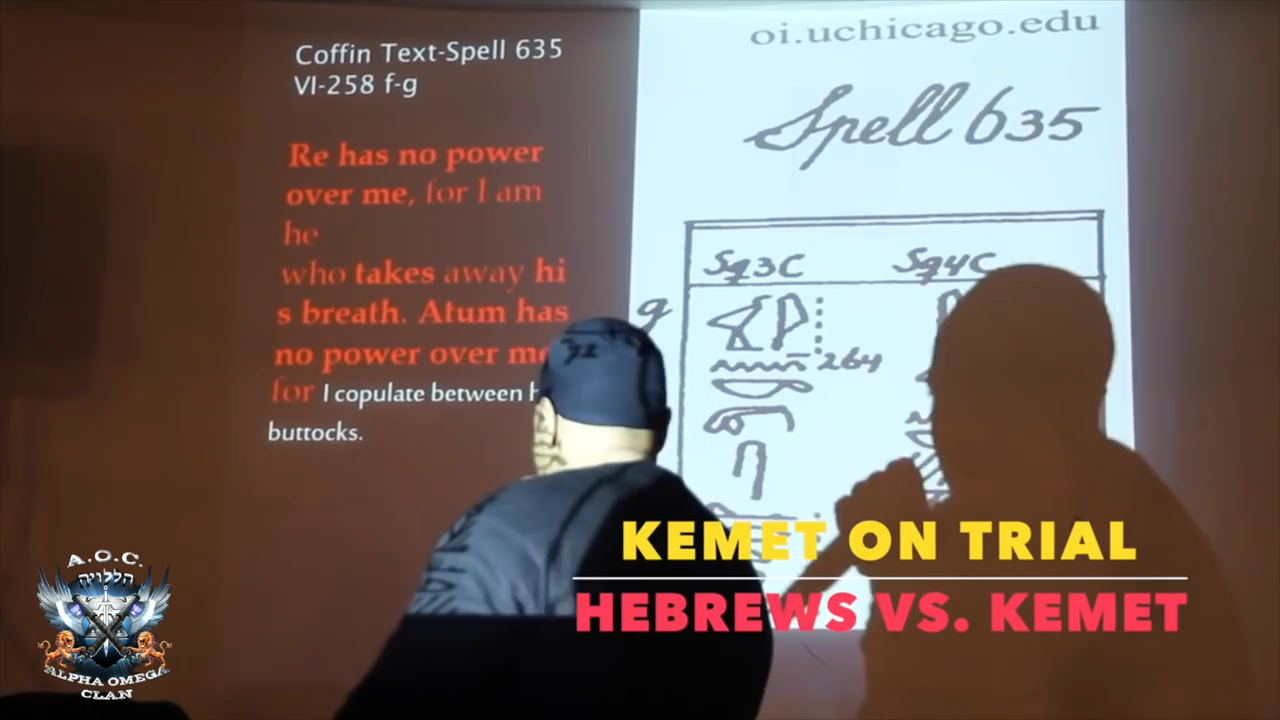 Coffin Text-Spell 635
VI-258 f-g
Re has no power
over me, for I am
he
who takes away hi
s breath. Atum has
no power over me
for I copulate between h
buttocks.
oi.uchicago.edu
Spell 635
Sq3C Sq4C
g
264
KEMET ON TRIAL
HEBREWS VS. KEMET
A.O.C.
הללויה
ALPHA OMEGA
CLAN